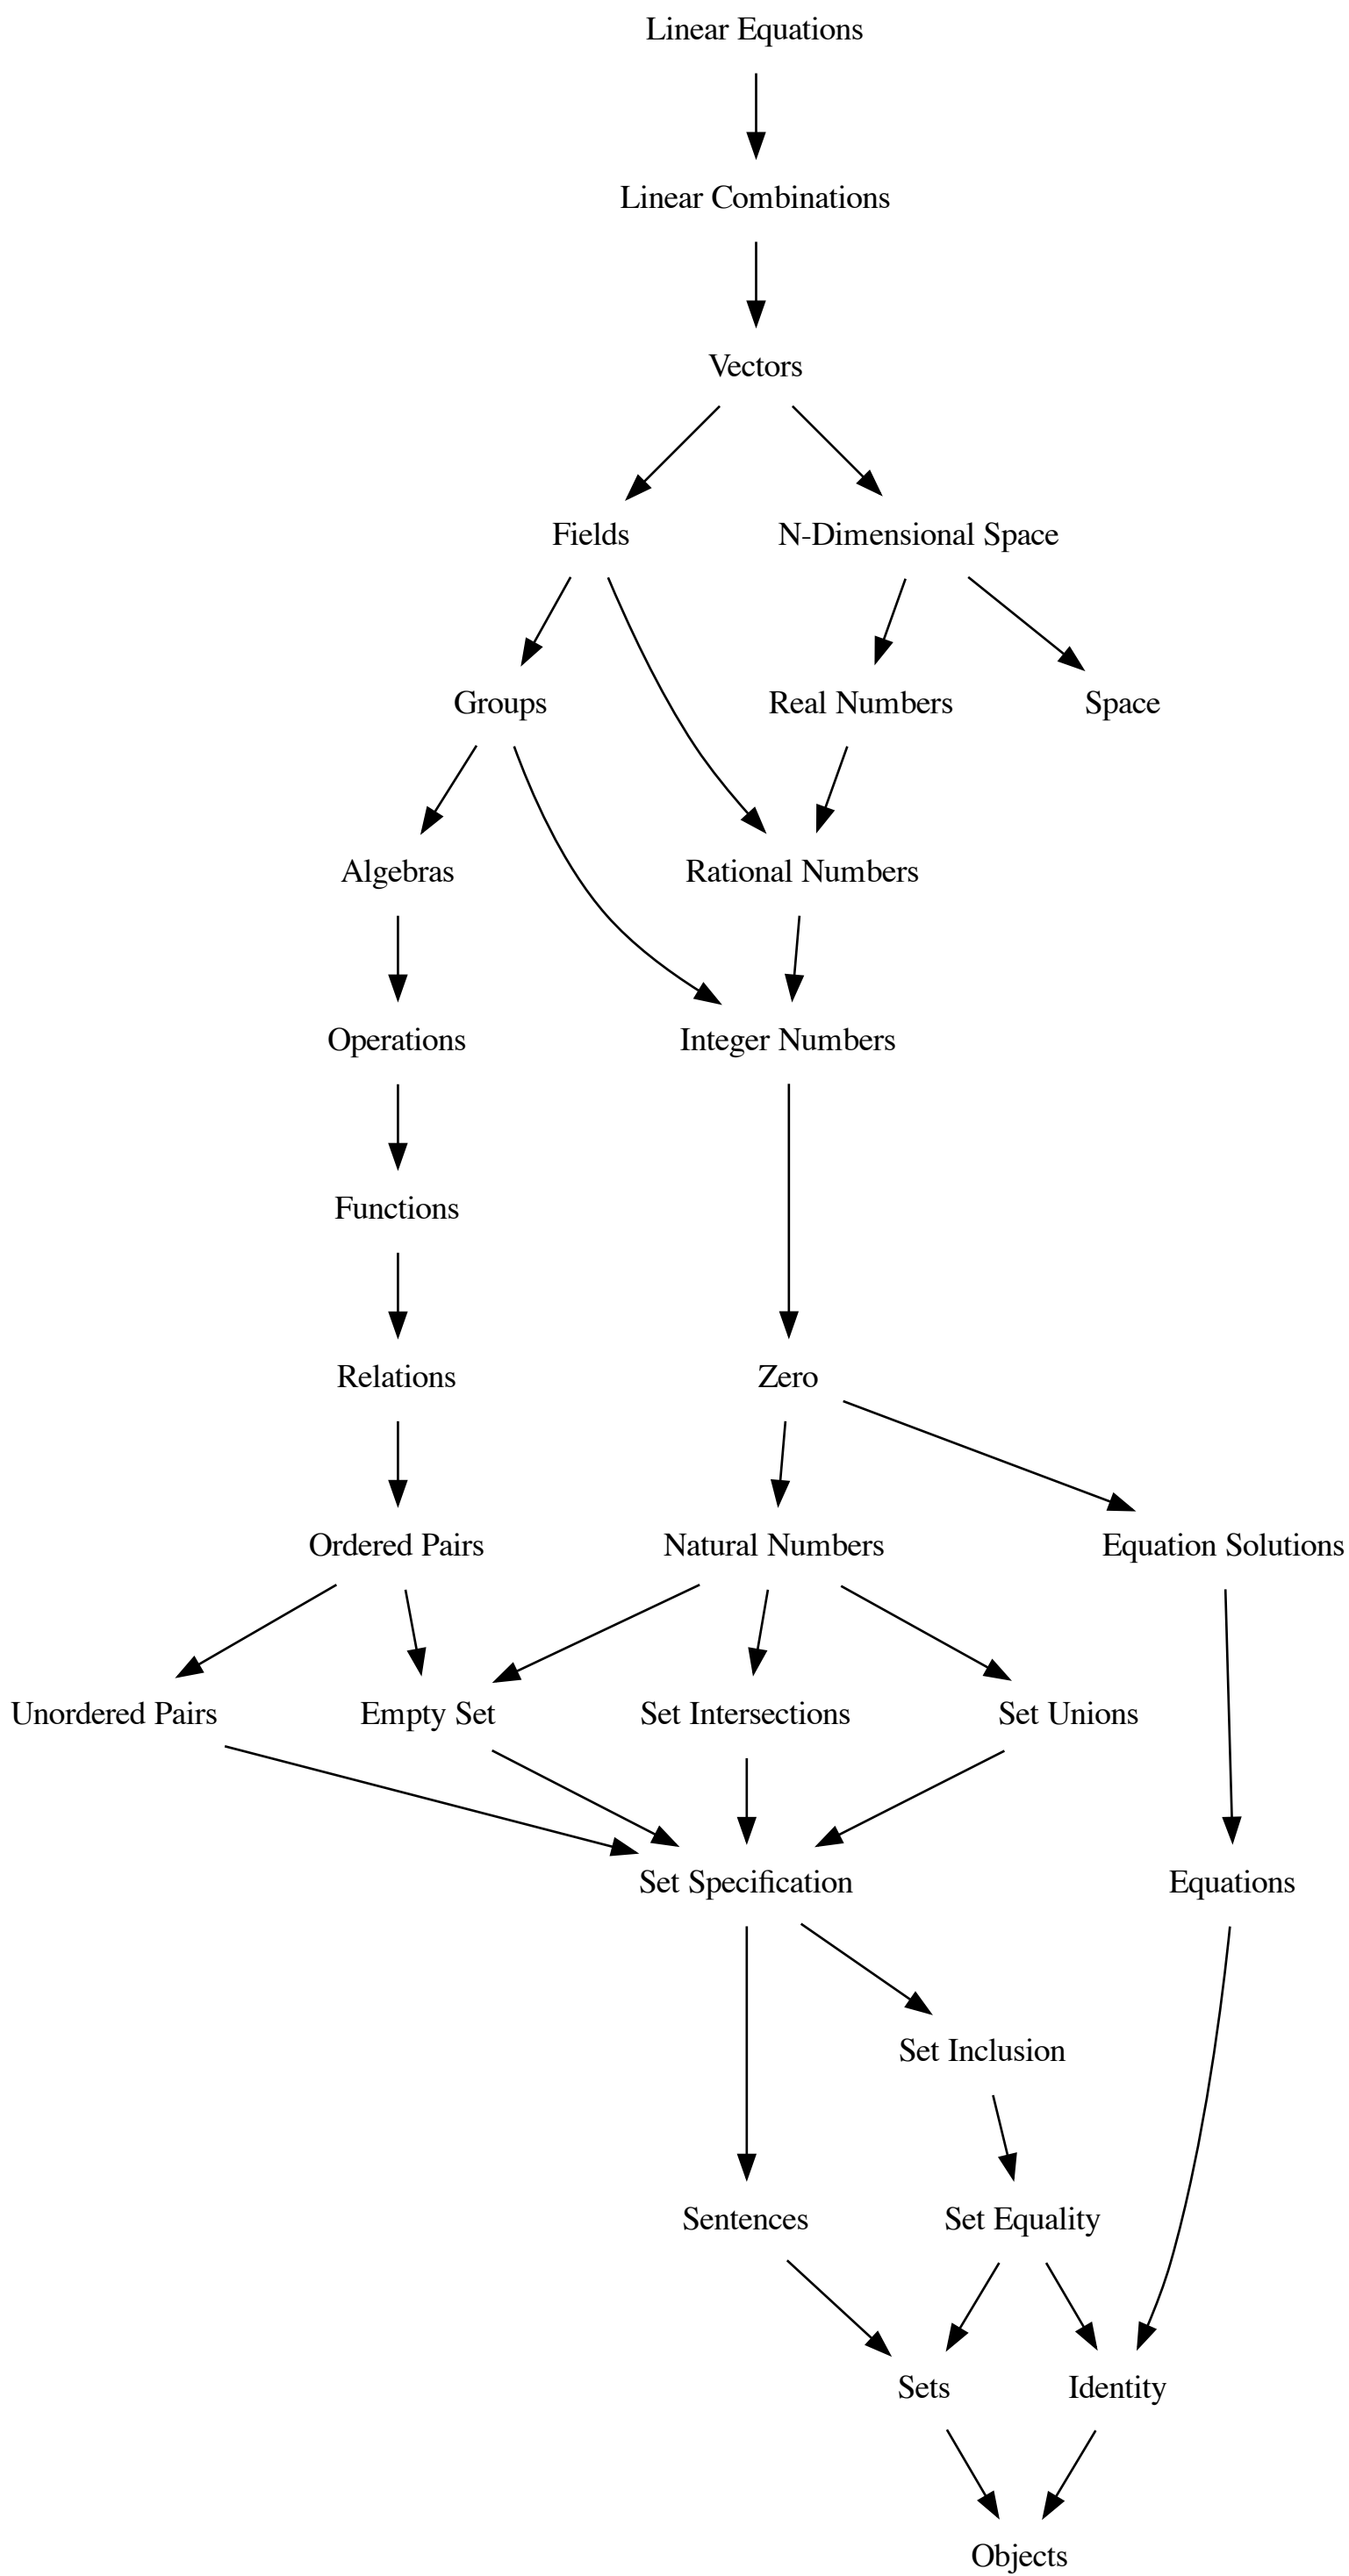 Linear Equations
Linear Combinations
Vectors
Fields
N-Dimensional Space
Groups
Real Numbers
Space
Algebras
Rational Numbers
Operations
Integer Numbers
Functions
Relations
Zero
Ordered Pairs
Natural Numbers
Equation Solutions
Unordered Pairs
Empty Set
Set Intersections
Set Unions
Set Specification
Equations
Set Inclusion
Sentences
Set Equality
Sets
Identity
Objects